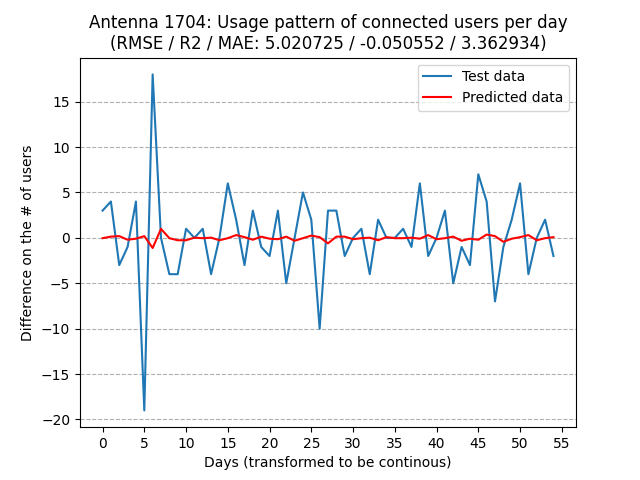 Antenna 1704: Usage pattern of connected users per day
(RMSE / R2 / MAE: 5.020725 / -0.050552 / 3.362934)
Test data
Predicted data
Difference on the # of users
15
10
5
0
−5
−10
−15
−20
0 5 10 15 20 25 30 35 40 45 50 55
Days (transformed to be continous)